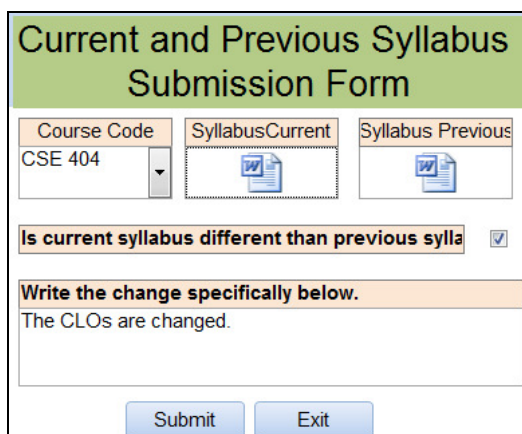 Current and Previous Syllabus
Submission Form
Course Code SyllabusCurrent Syllabus Previous
CSE 404 W W
Is current syllabus different than previous sylla
Write the change specifically below.
The CLOs are changed.
Submit Exit